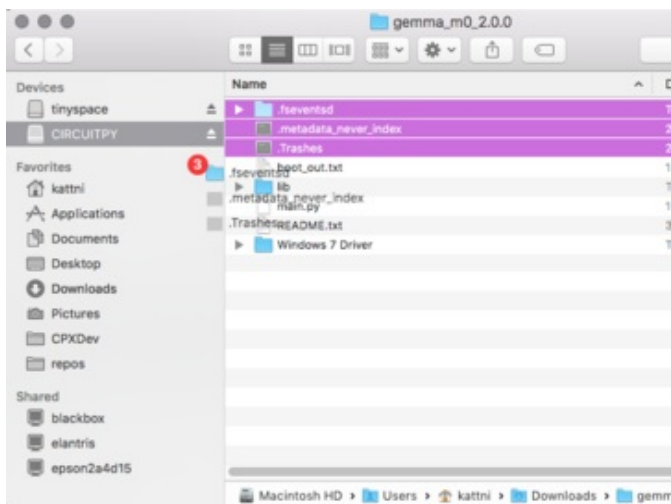 gemma_m0_2.0.0
Devices
tinyspace
CIRCUITPY
Favorites
kattni
Applications
Documents
Desktop
Downloads
Pictures
CPXDev
repos
Shared
blackbox
elantris
epson2a4d15
Name
.fseventsd
.metadata_never_index
.Trashes
boot_out.txt
lib
main.py
README.txt
Windows 7 Driver
3
.fseventsd
.metadata_never_index
.Trashes
Macintosh HD Users kattni Downloads gemm